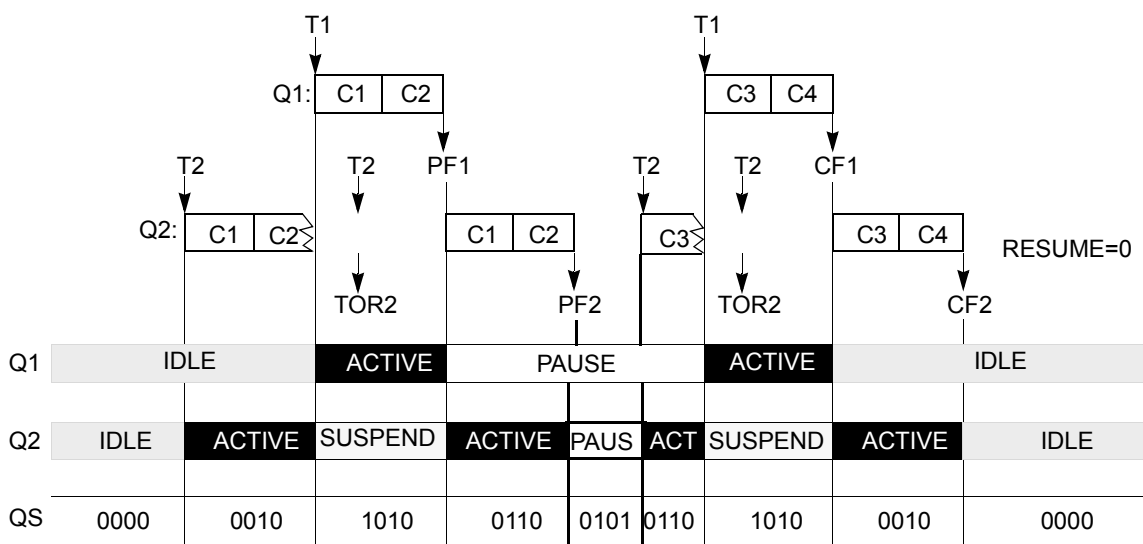 T1 T1
Q1: C1 C2 C3 C4
T2 T2 PF1 T2 T2 CF1
Q2: C1 C2 C1 C2 C3 C3 C4
RESUME=0
TOR2 PF2 TOR2 CF2
Q1 IDLE ACTIVE PAUSE ACTIVE IDLE
Q2 IDLE ACTIVE SUSPEND ACTIVE PAUS ACT SUSPEND ACTIVE IDLE
QS 0000 0010 1010 0110 0101 0110 1010 0010 0000